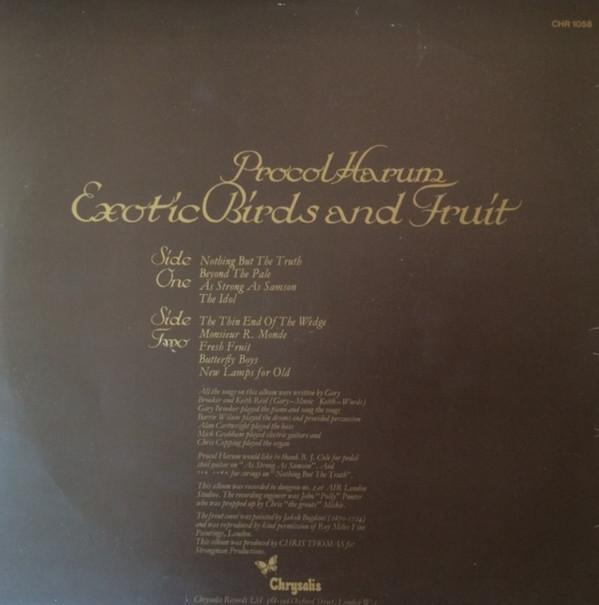 CHR 1058
Procol Harum
Exotic Birds and Fruit
Side One
Nothing But The Truth
Beyond The Pale
As Strong As Samson
The Idol
Side Two
The Thin End Of The Wedge
Monsieur R. Monde
Fresh Fruit
Butterfly Boys
New Lamps for Old
All the songs on this album were written by Gary
Brooker and Keith Reid (Gary–Music Keith–Words)
Gary Brooker played the piano and sang the songs
Barrie Wilson played the drums and provided percussion
Alan Cartwright played the bass
Mick Grabham played electric guitars and
Chris Copping played the organ
Procol Harum would like to thank B. J. Cole for pedal
steel guitar on "As Strong As Samson". And
for strings on "Nothing But The Truth".
This album was recorded in dungeon no. 2 at AIR London
Studios. The recording engineer was John "Polly" Punter
who was propped up by Chris "the grouts" Michie.
The front cover was painted by Jakob Bogdani (1670-1724)
and was reproduced by kind permission of Roy Miles Fine
Paintings, London.
This album was produced by CHRIS THOMAS for
Strongman Productions.
Chrysalis
Chrysalis Records Ltd. Oxford Street, London W.1